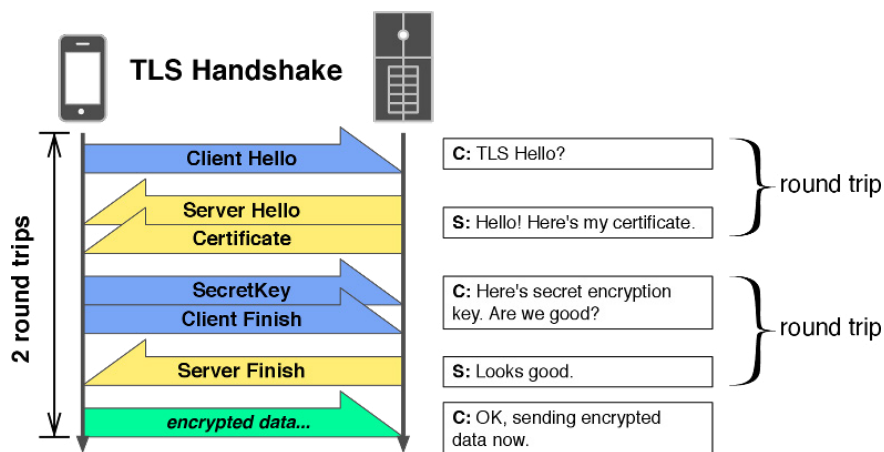 TLS Handshake
2 round trips
Client Hello
Server Hello
Certificate
SecretKey
Client Finish
Server Finish
encrypted data...
C: TLS Hello?
S: Hello! Here's my certificate.
round trip
C: Here's secret encryption
key. Are we good?
S: Looks good.
round trip
C: OK, sending encrypted
data now.